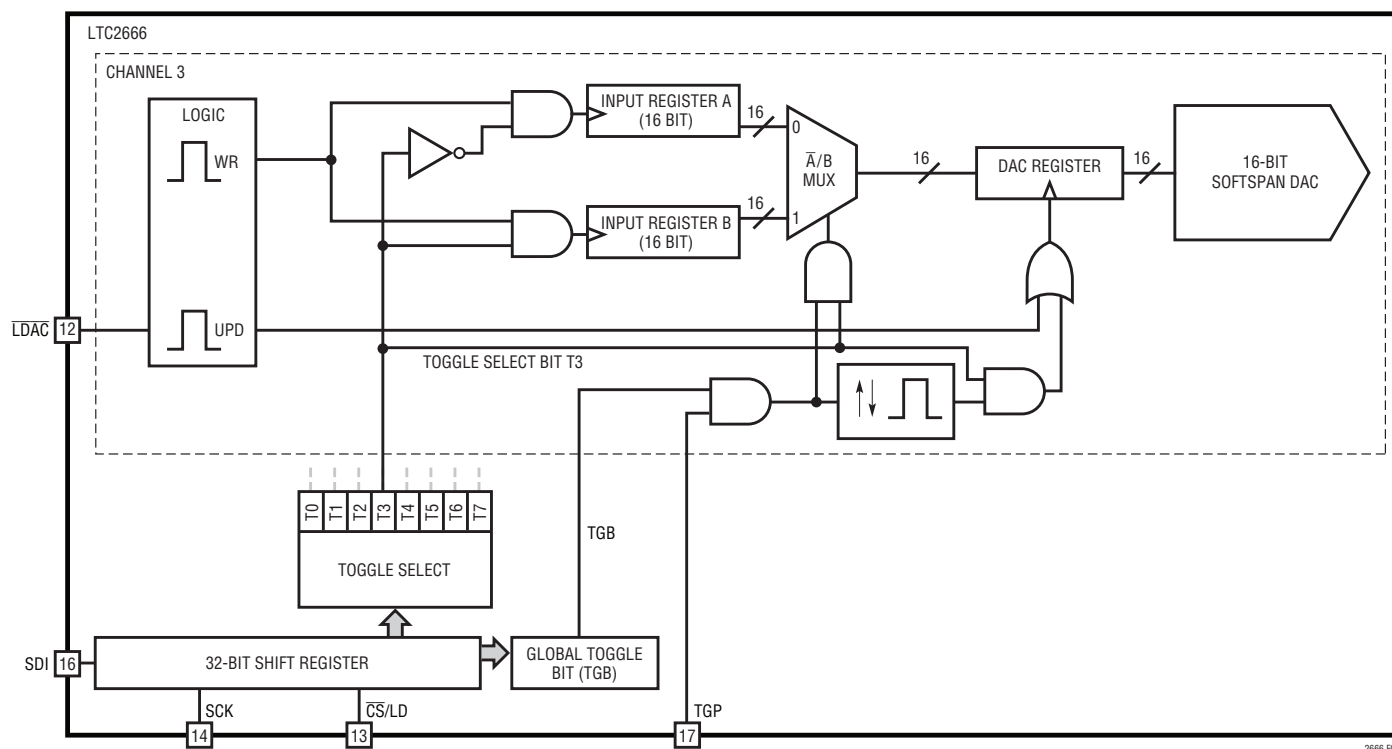 LTC2666
CHANNEL 3
LOGIC
WR
UPD
INPUT REGISTER A
(16 BIT)
16
0
INPUT REGISTER B
(16 BIT)
16
1
A̅/B
MUX
16
DAC REGISTER
16
16-BIT
SOFTSPAN DAC
L̅D̅A̅C̅
12
TOGGLE SELECT BIT T3
T0
T1
T2
T3
T4
T5
T6
T7
TOGGLE SELECT
TGB
SDI
16
32-BIT SHIFT REGISTER
GLOBAL TOGGLE
BIT (TGB)
SCK
C̅S̅/LD
TGP
14
13
17